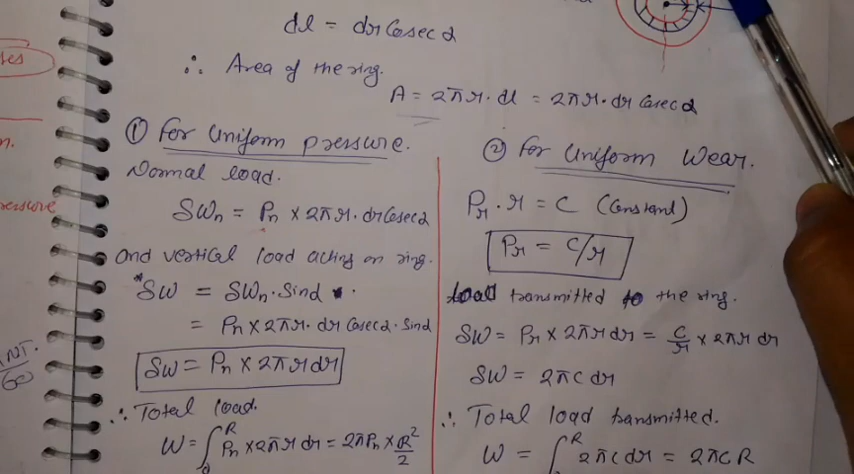 dl = dr Cosec α
∴ Area of the ring.
A = 2πr·dl = 2πr·dr Cosec α
① For Uniform pressure.
Normal load.
δWn = Pn × 2πr·dr Cosec α
And vertical load acting on ring.
*δW = δWn·Sin α
= Pn × 2πr·dr Cosec α·Sin α
δW = Pn × 2πr dr
∴ Total load.
W = ∫₀ᴿ Pn × 2πr dr = 2πPn × R²/2
② For Uniform Wear.
Pr·r = C (Constant)
Pr = C/r
Load transmitted to the ring.
δW = Pr × 2πr dr = C/r × 2πr dr
δW = 2πC dr
∴ Total load transmitted.
W = ∫ᴿ 2πC dr = 2πCR